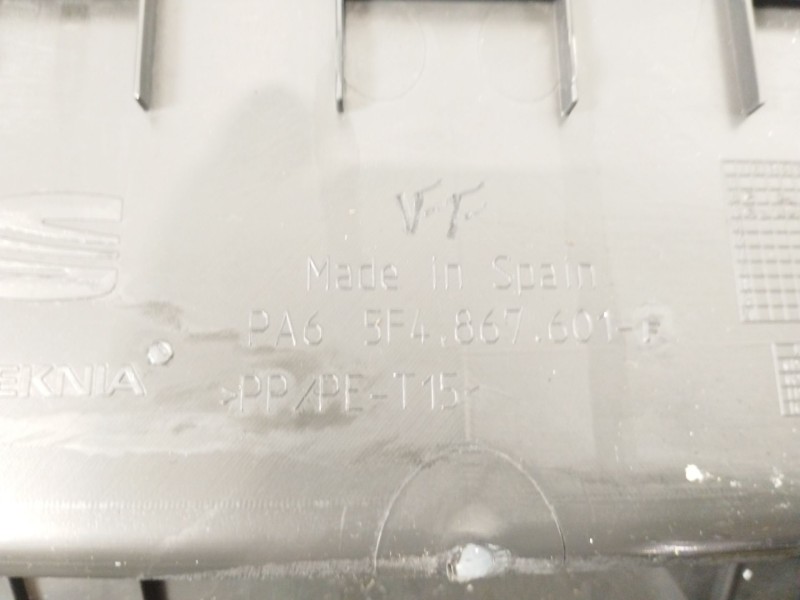 V.T.
Made in Spain
PA6 5F4.867.601-F
EKNIA
>PP/PE-T15<